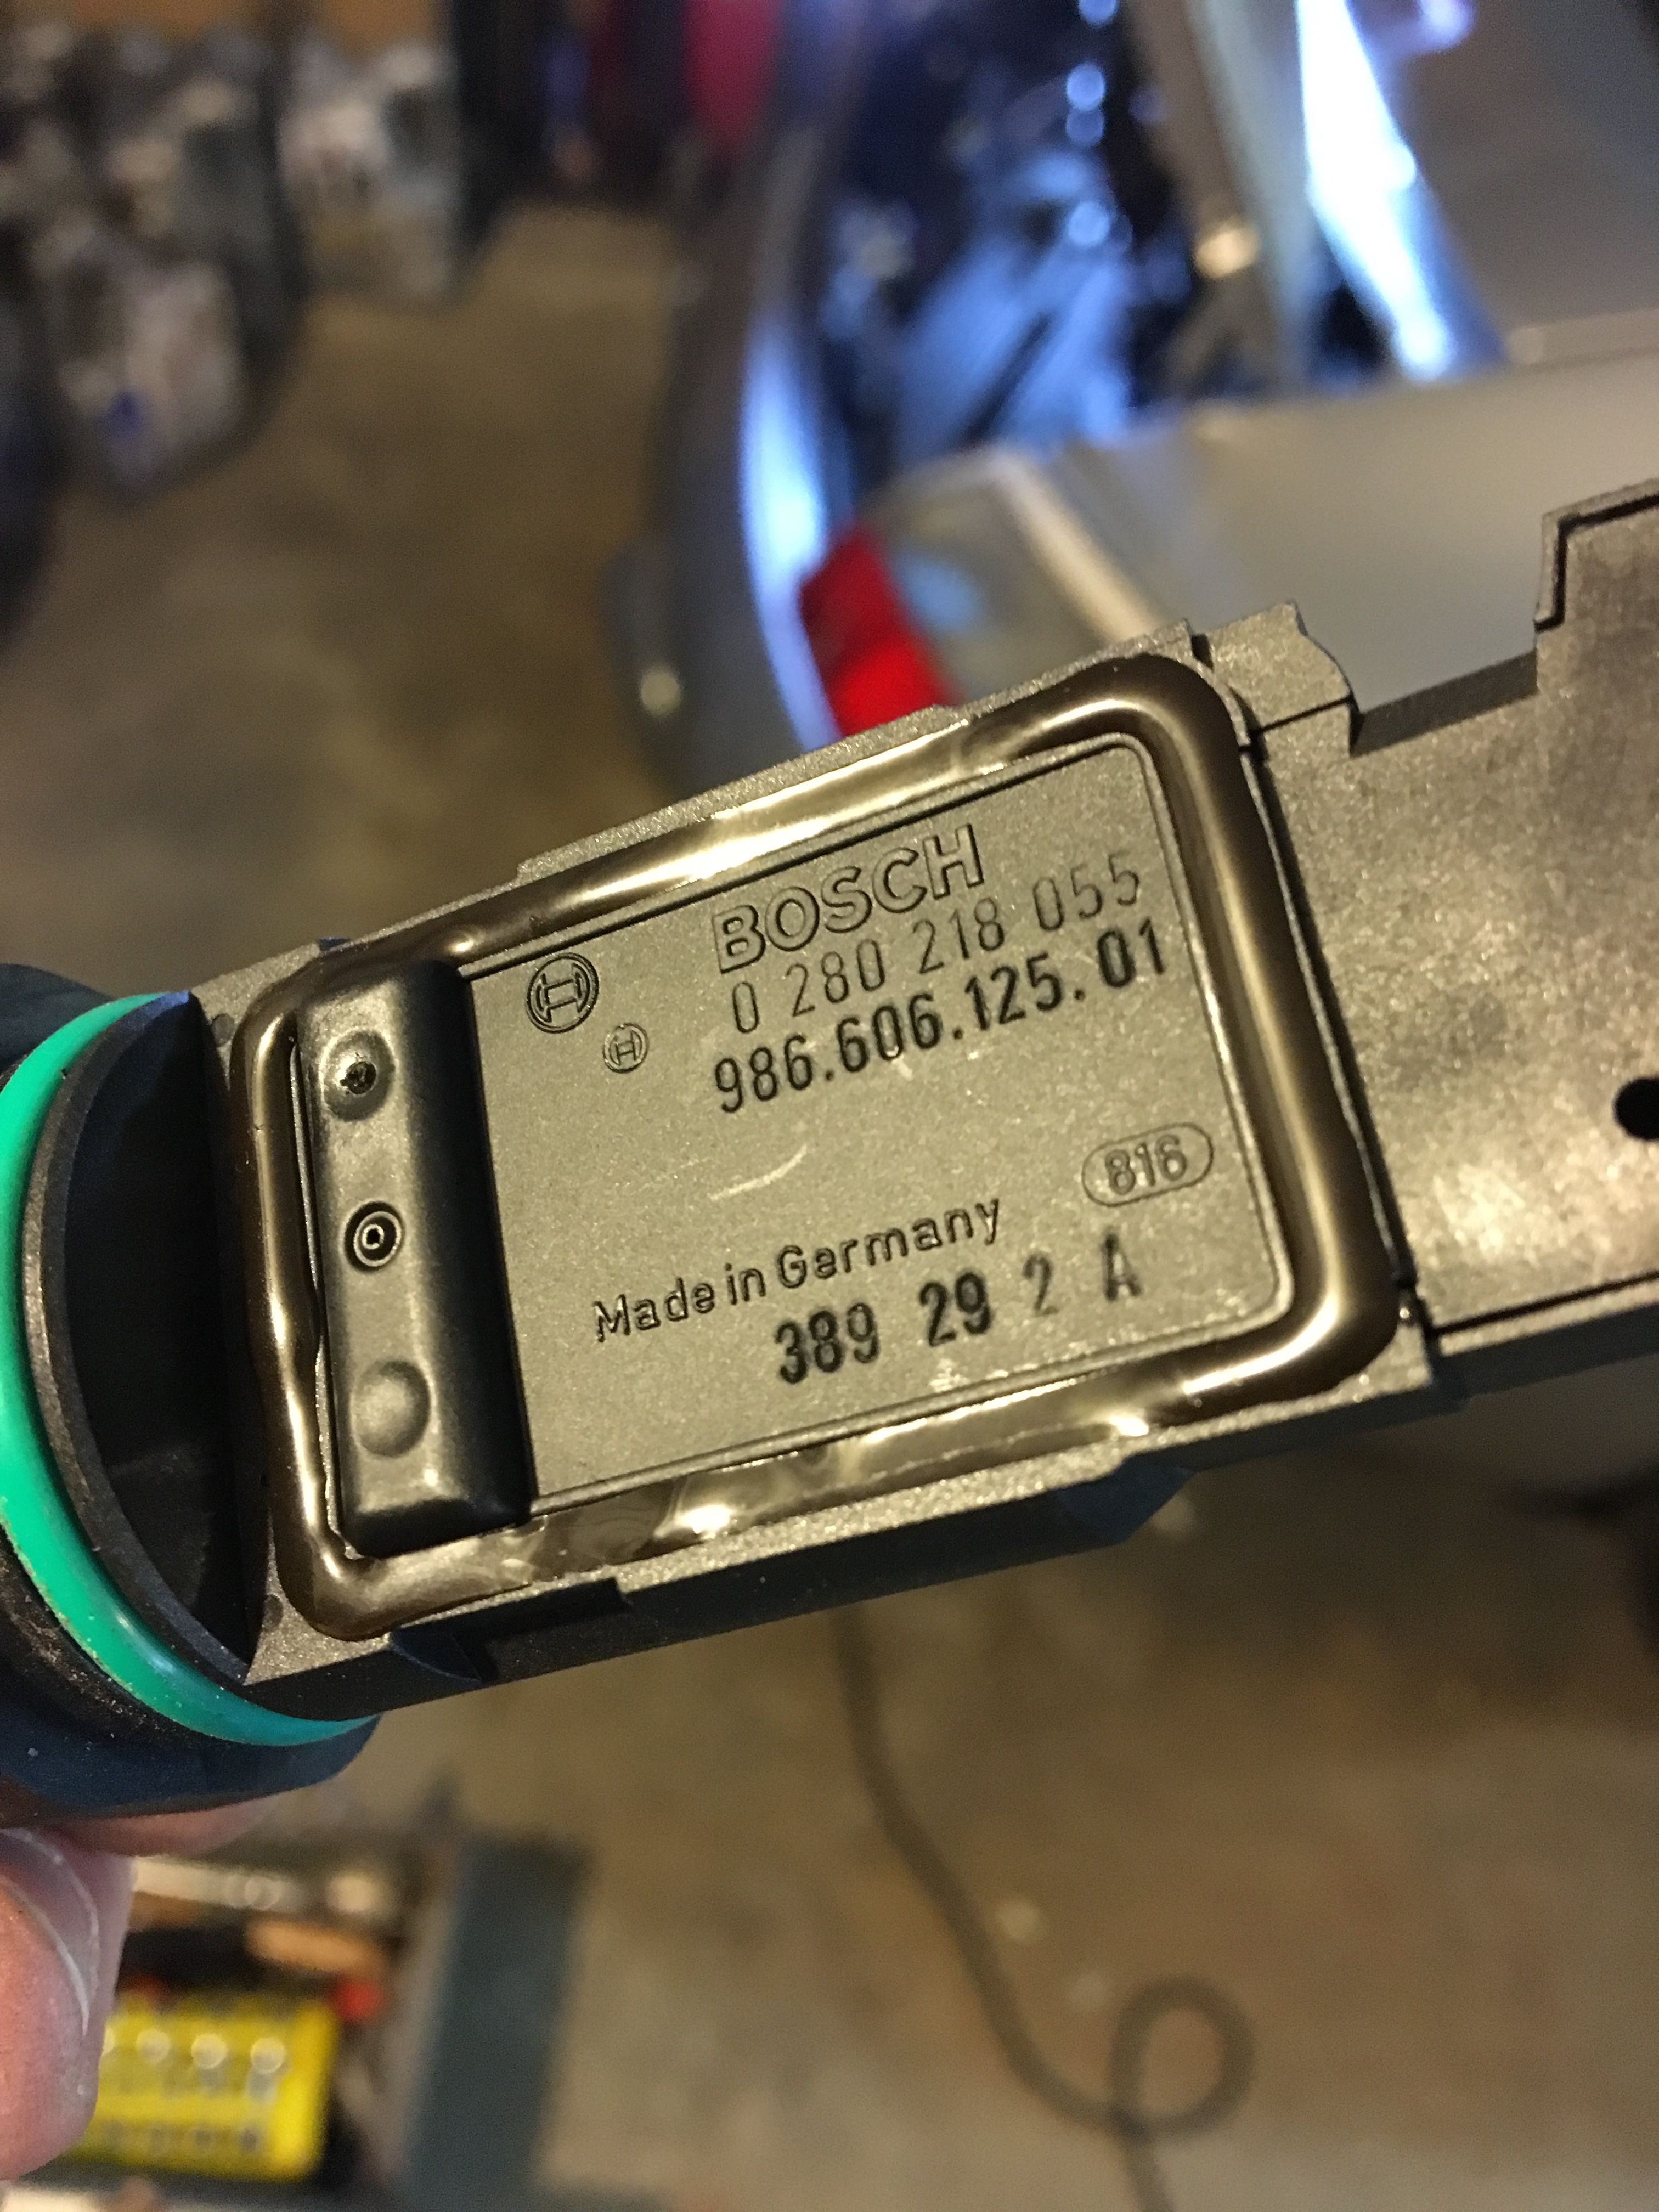 BOSCH
0 280 218 055
986.606.125.01
816
Made in Germany
389 29 2 A